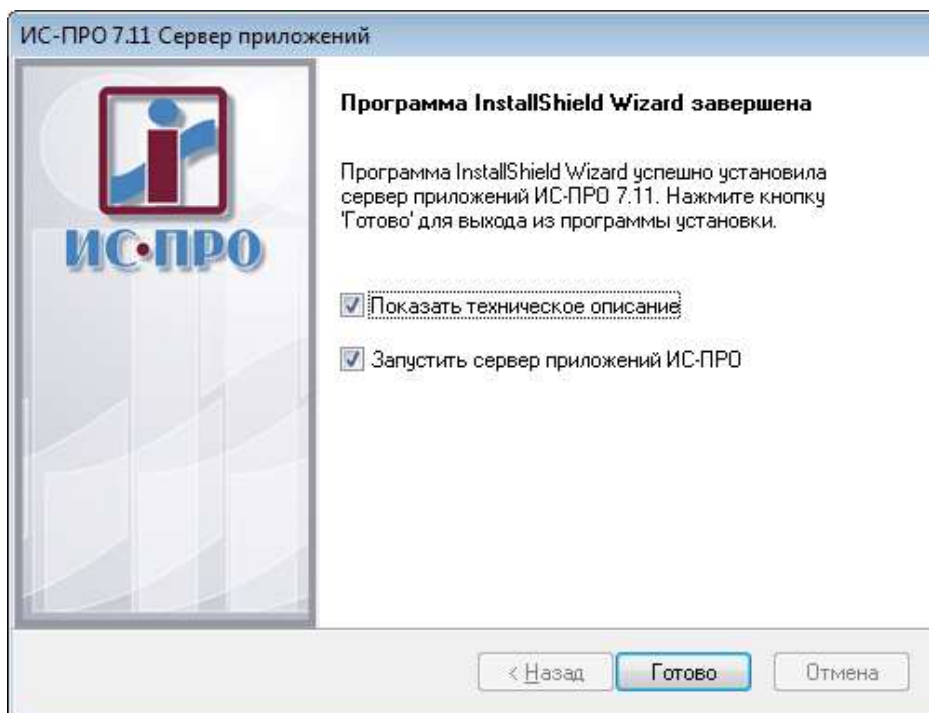 ИС-ПРО 7.11 Сервер приложений
ИС·ПРО
Программа InstallShield Wizard завершена
Программа InstallShield Wizard успешно установила
сервер приложений ИС-ПРО 7.11. Нажмите кнопку
'Готово' для выхода из программы установки.
Показать техническое описание
Запустить сервер приложений ИС-ПРО
< Назад
Готово
Отмена